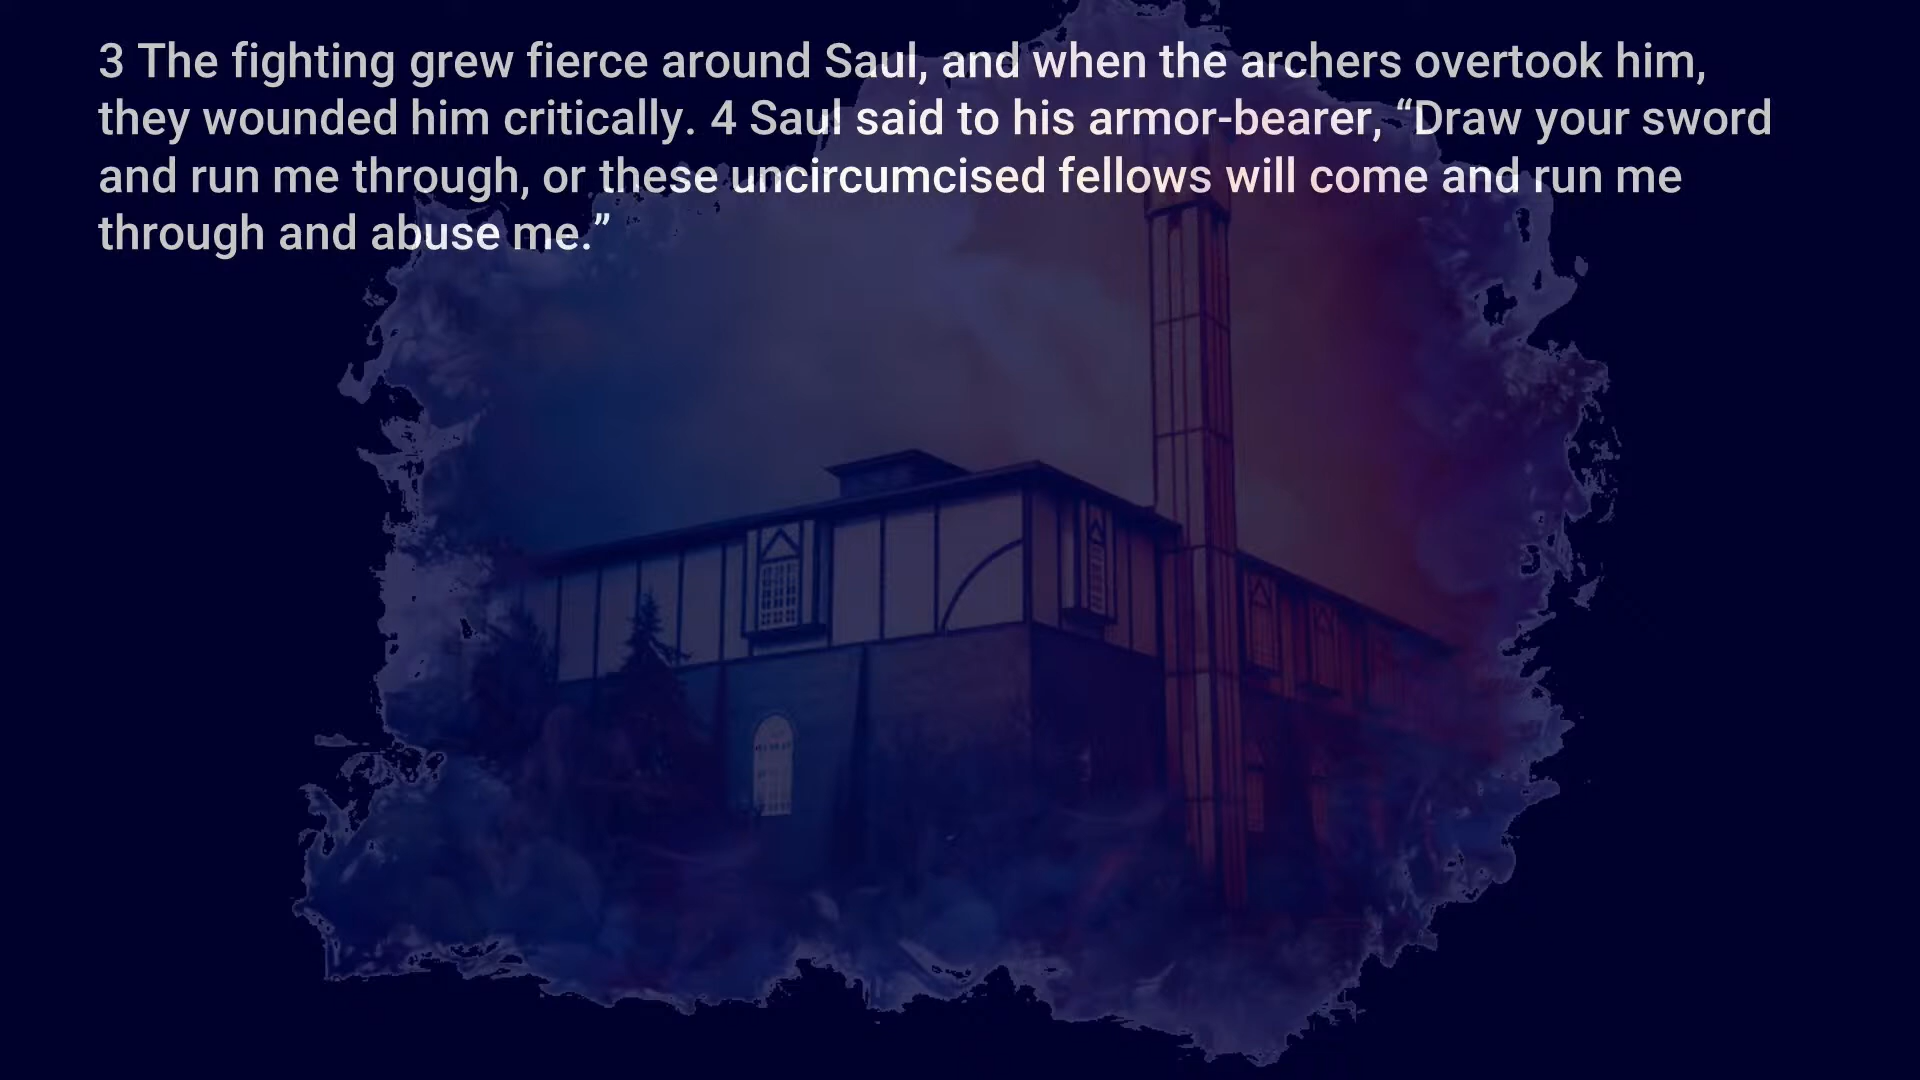 3 The fighting grew fierce around Saul, and when the archers overtook him,
they wounded him critically. 4 Saul said to his armor-bearer, “Draw your sword
and run me through, or these uncircumcised fellows will come and run me
through and abuse me.”